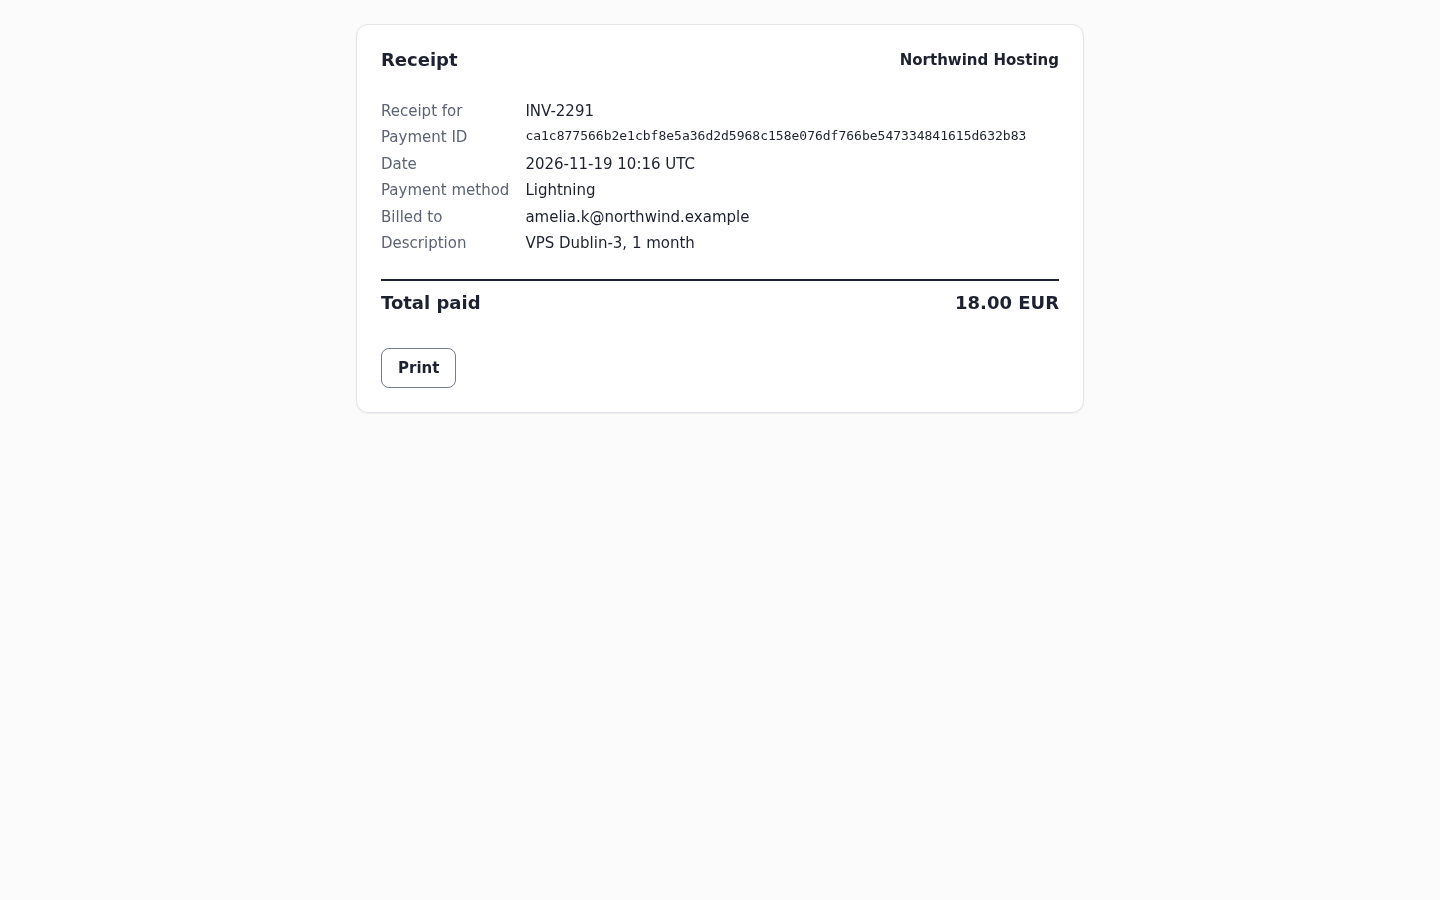 Receipt
Northwind Hosting
Receipt for INV-2291
Payment ID ca1c877566b2e1cbf8e5a36d2d5968c158e076df766be547334841615d632b83
Date 2026-11-19 10:16 UTC
Payment method Lightning
Billed to amelia.k@northwind.example
Description VPS Dublin-3, 1 month
Total paid 18.00 EUR
Print